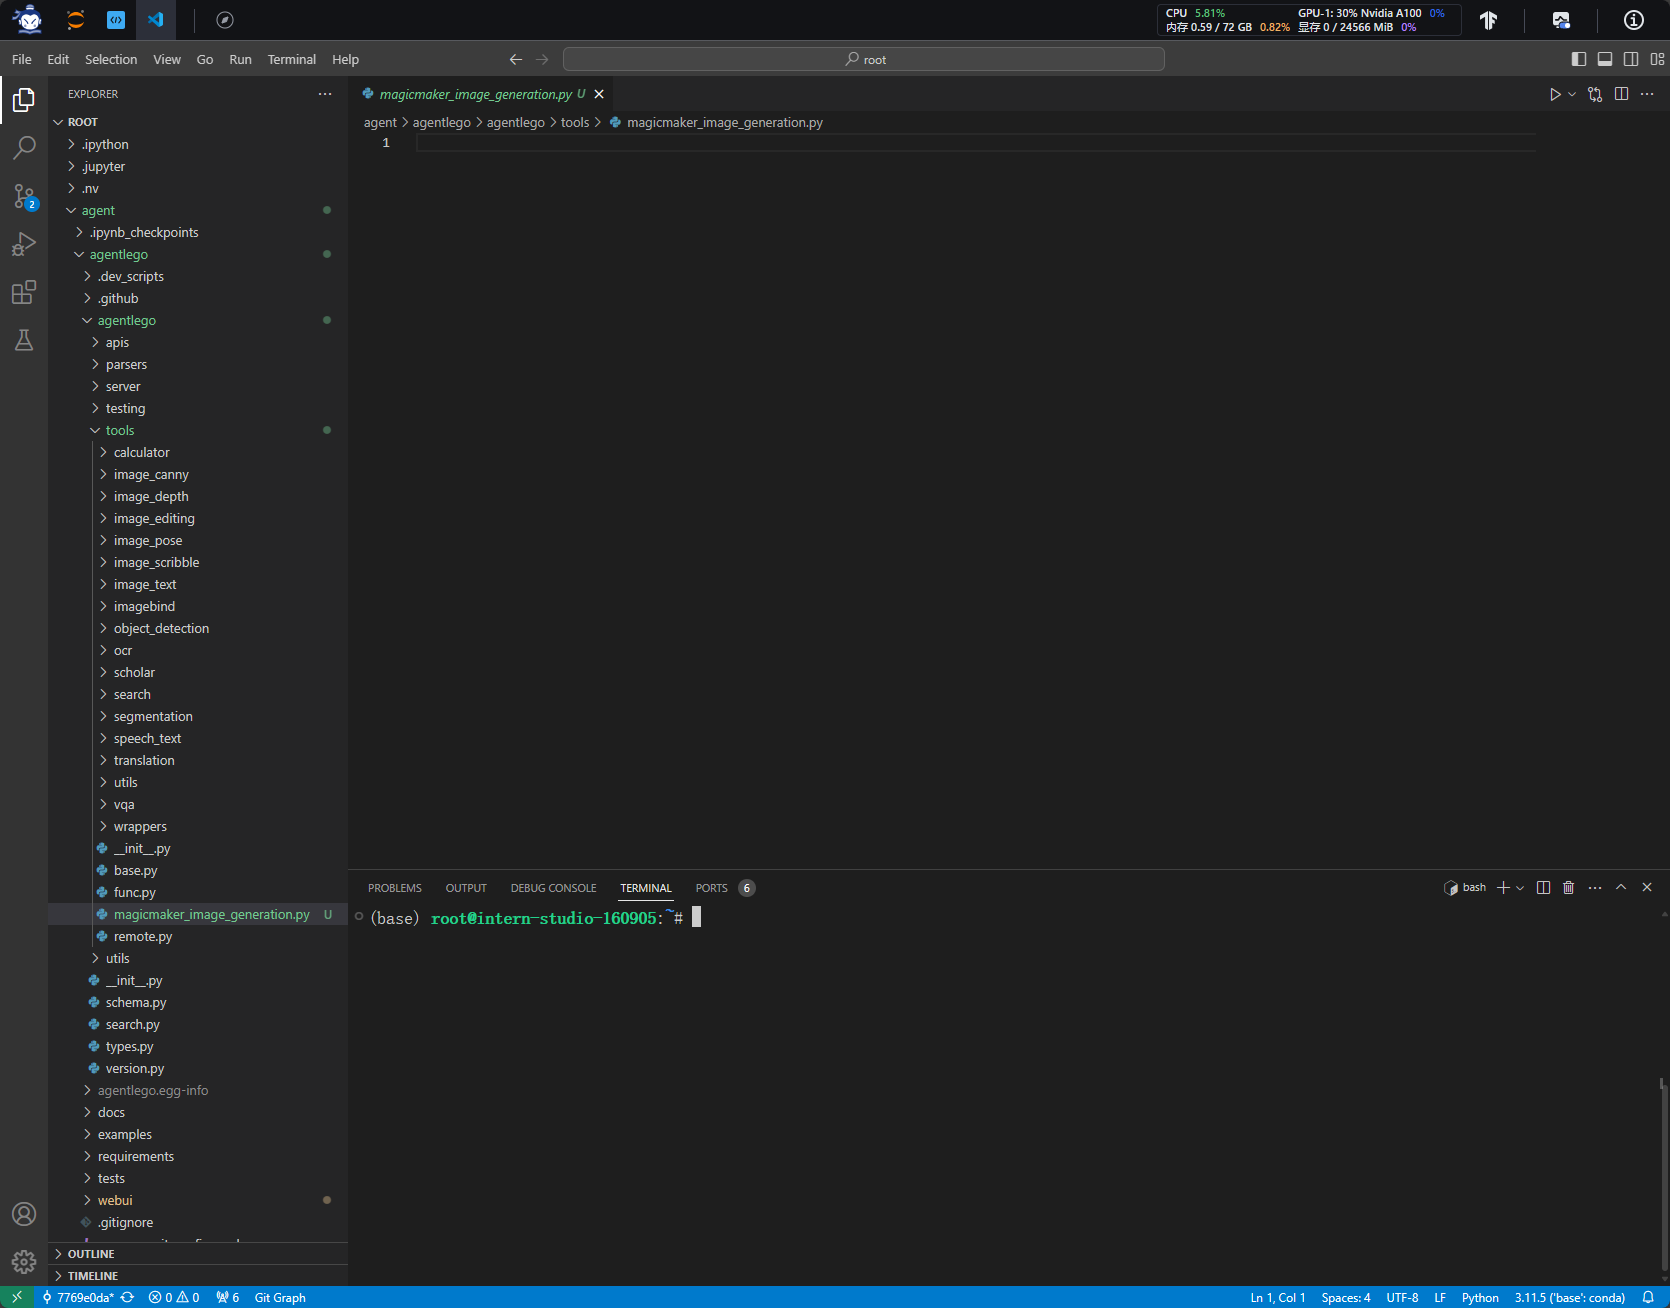 CPU 5.81% GPU-1: 30% Nvidia A100 0%
内存 0.59 / 72 GB 0.82% 显存 0 / 24566 MiB 0%
File Edit Selection View Go Run Terminal Help
root
EXPLORER
ROOT
.ipython
.jupyter
.nv
agent
.ipynb_checkpoints
agentlego
.dev_scripts
.github
agentlego
apis
parsers
server
testing
tools
calculator
image_canny
image_depth
image_editing
image_pose
image_scribble
image_text
imagebind
object_detection
ocr
scholar
search
segmentation
speech_text
translation
utils
vqa
wrappers
__init__.py
base.py
func.py
magicmaker_image_generation.py U
remote.py
utils
__init__.py
schema.py
search.py
types.py
version.py
agentlego.egg-info
docs
examples
requirements
tests
webui
.gitignore
OUTLINE
TIMELINE
2
magicmaker_image_generation.py U
agent > agentlego > agentlego > tools > magicmaker_image_generation.py
1
PROBLEMS OUTPUT DEBUG CONSOLE TERMINAL PORTS 6
bash
(base) root@intern-studio-160905:~#
7769e0da* 0 0 6 Git Graph
Ln 1, Col 1 Spaces: 4 UTF-8 LF Python 3.11.5 ('base': conda)